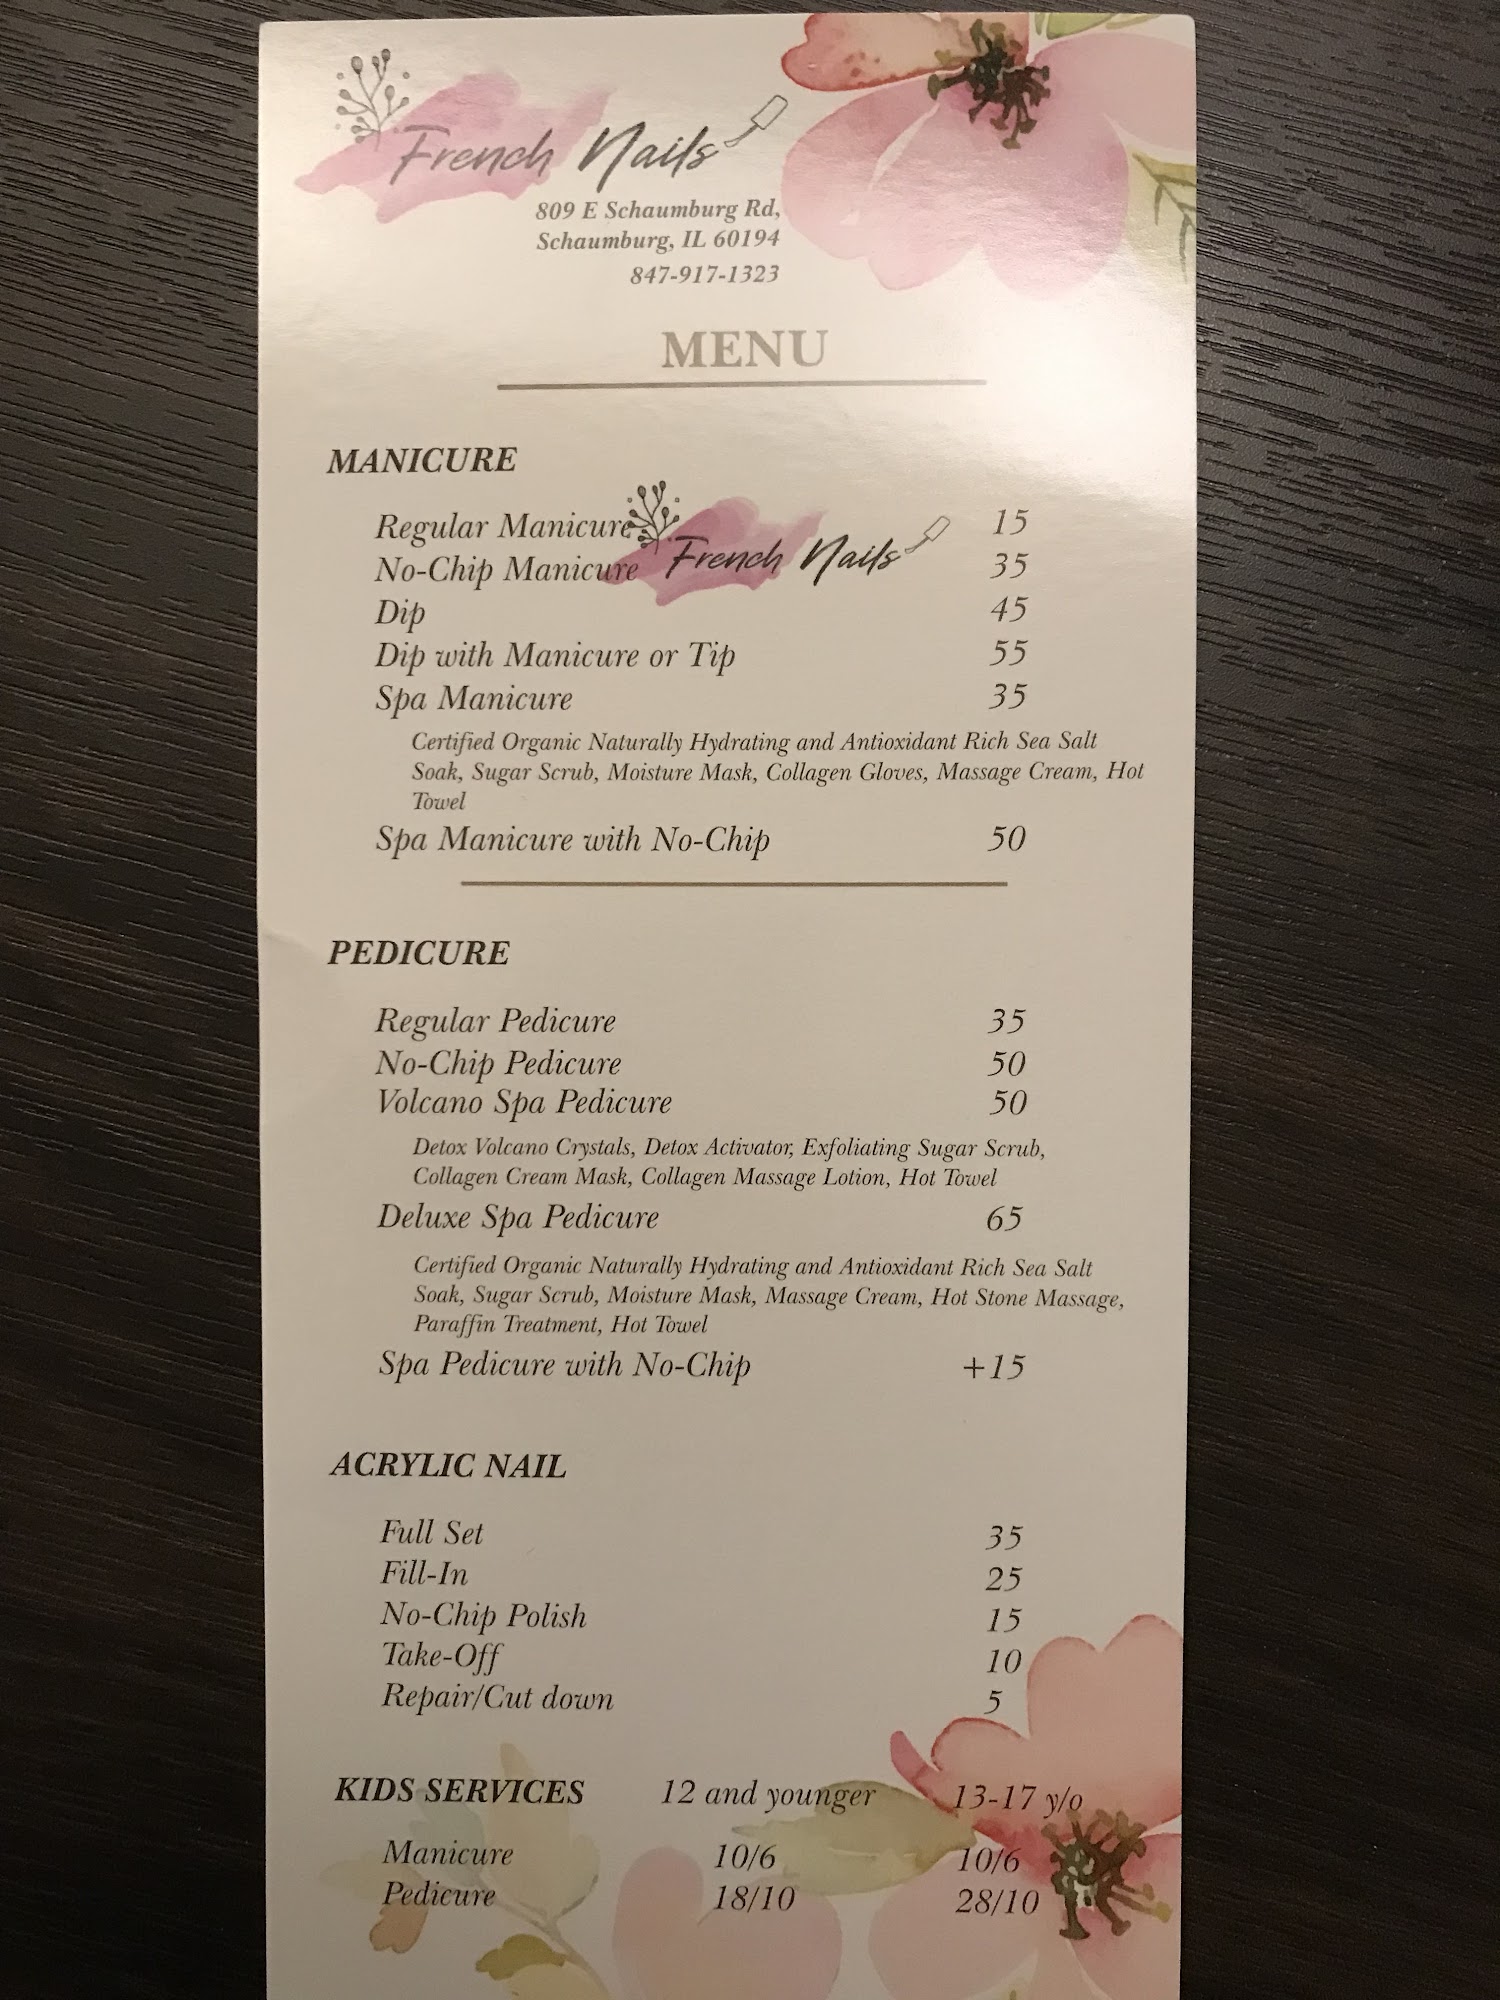 French Nails
809 E Schaumburg Rd,
Schaumburg, IL 60194
847-917-1323
MENU
MANICURE
Regular Manicure 15
French Nails
No-Chip Manicure 35
Dip 45
Dip with Manicure or Tip 55
Spa Manicure 35
Certified Organic Naturally Hydrating and Antioxidant Rich Sea Salt
Soak, Sugar Scrub, Moisture Mask, Collagen Gloves, Massage Cream, Hot
Towel
Spa Manicure with No-Chip 50
PEDICURE
Regular Pedicure 35
No-Chip Pedicure 50
Volcano Spa Pedicure 50
Detox Volcano Crystals, Detox Activator, Exfoliating Sugar Scrub,
Collagen Cream Mask, Collagen Massage Lotion, Hot Towel
Deluxe Spa Pedicure 65
Certified Organic Naturally Hydrating and Antioxidant Rich Sea Salt
Soak, Sugar Scrub, Moisture Mask, Massage Cream, Hot Stone Massage,
Paraffin Treatment, Hot Towel
Spa Pedicure with No-Chip +15
ACRYLIC NAIL
Full Set 35
Fill-In 25
No-Chip Polish 15
Take-Off 10
Repair/Cut down 5
KIDS SERVICES 12 and younger 13-17 y/o
Manicure 10/6 10/6
Pedicure 18/10 28/10